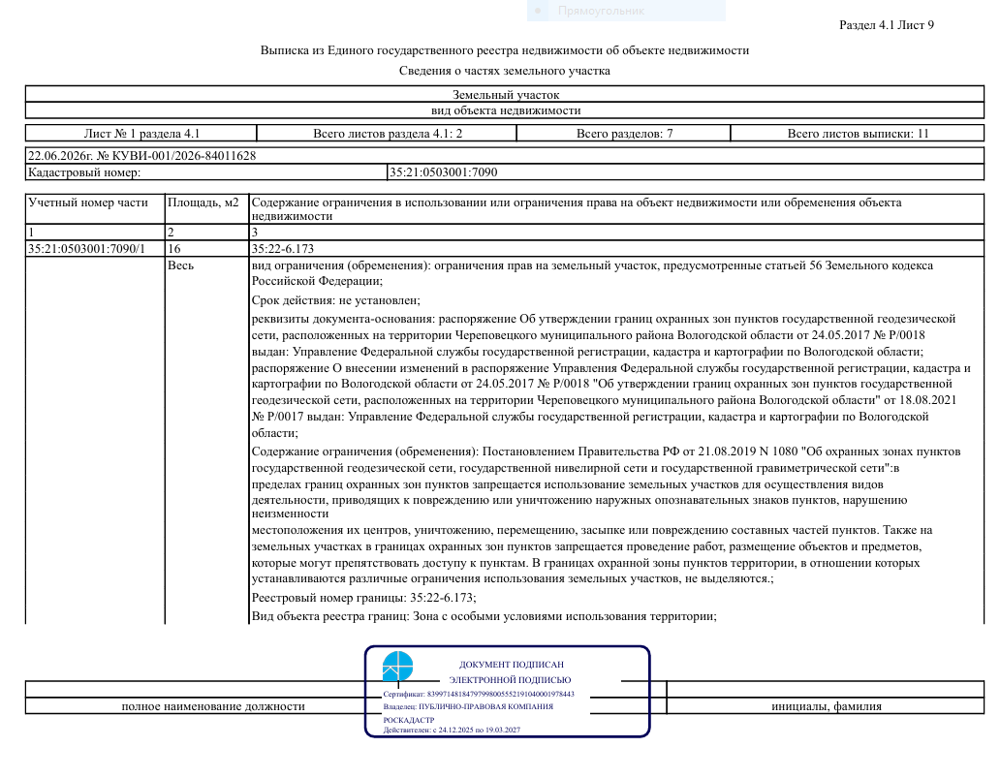 Прямоугольник
Раздел 4.1 Лист 9
Выписка из Единого государственного реестра недвижимости об объекте недвижимости
Сведения о частях земельного участка
Земельный участок
вид объекта недвижимости
Лист № 1 раздела 4.1 Всего листов раздела 4.1: 2 Всего разделов: 7 Всего листов выписки: 11
22.06.2026г. № КУВИ-001/2026-84011628
Кадастровый номер: 35:21:0503001:7090
Учетный номер части Площадь, м2 Содержание ограничения в использовании или ограничения права на объект недвижимости или обременения объекта
недвижимости
1 2 3
35:21:0503001:7090/1 16 35:22-6.173
Весь вид ограничения (обременения): ограничения прав на земельный участок, предусмотренные статьей 56 Земельного кодекса
Российской Федерации;
Срок действия: не установлен;
реквизиты документа-основания: распоряжение Об утверждении границ охранных зон пунктов государственной геодезической
сети, расположенных на территории Череповецкого муниципального района Вологодской области от 24.05.2017 № Р/0018
выдан: Управление Федеральной службы государственной регистрации, кадастра и картографии по Вологодской области;
распоряжение О внесении изменений в распоряжение Управления Федеральной службы государственной регистрации, кадастра и
картографии по Вологодской области от 24.05.2017 № Р/0018 "Об утверждении границ охранных зон пунктов государственной
геодезической сети, расположенных на территории Череповецкого муниципального района Вологодской области" от 18.08.2021
№ Р/0017 выдан: Управление Федеральной службы государственной регистрации, кадастра и картографии по Вологодской
области;
Содержание ограничения (обременения): Постановлением Правительства РФ от 21.08.2019 N 1080 "Об охранных зонах пунктов
государственной геодезической сети, государственной нивелирной сети и государственной гравиметрической сети":в
пределах границ охранных зон пунктов запрещается использование земельных участков для осуществления видов
деятельности, приводящих к повреждению или уничтожению наружных опознавательных знаков пунктов, нарушению
неизменности
местоположения их центров, уничтожению, перемещению, засыпке или повреждению составных частей пунктов. Также на
земельных участках в границах охранных зон пунктов запрещается проведение работ, размещение объектов и предметов,
которые могут препятствовать доступу к пунктам. В границах охранной зоны пунктов территории, в отношении которых
устанавливаются различные ограничения использования земельных участков, не выделяются.;
Реестровый номер границы: 35:22-6.173;
Вид объекта реестра границ: Зона с особыми условиями использования территории;
ДОКУМЕНТ ПОДПИСАН
ЭЛЕКТРОННОЙ ПОДПИСЬЮ
Сертификат: 83997148184797998005552191040001978443
Владелец: ПУБЛИЧНО-ПРАВОВАЯ КОМПАНИЯ
РОСКАДАСТР
Действителен: с 24.12.2025 по 19.03.2027
полное наименование должности инициалы, фамилия